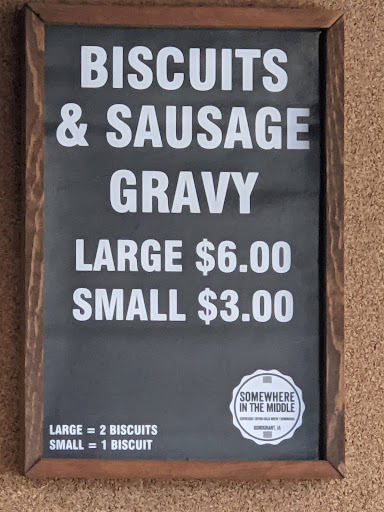 BISCUITS
& SAUSAGE
GRAVY
LARGE $6.00
SMALL $3.00
LARGE = 2 BISCUITS
SMALL = 1 BISCUIT
SOMEWHERE
IN THE MIDDLE